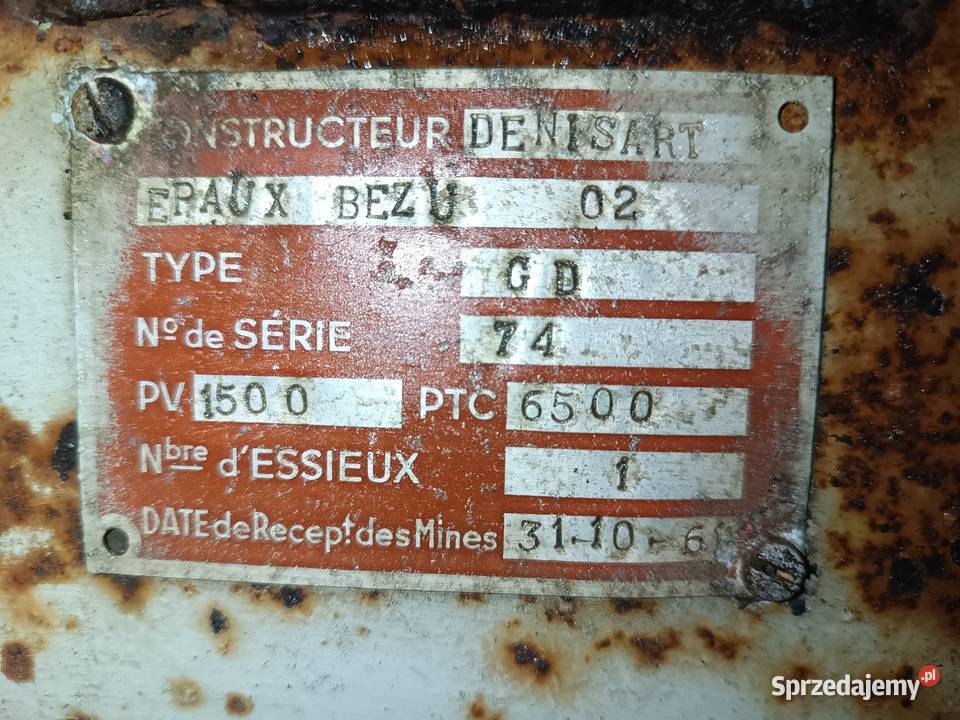 CONSTRUCTEUR DENISART
EPAUX BEZU 02
TYPE GD
Nº de SÉRIE 74
PV 1500 PTC 6500
Nbre d'ESSIEUX 1
DATE de Recept. des Mines 31-10-6
Sprzedajemy.pl